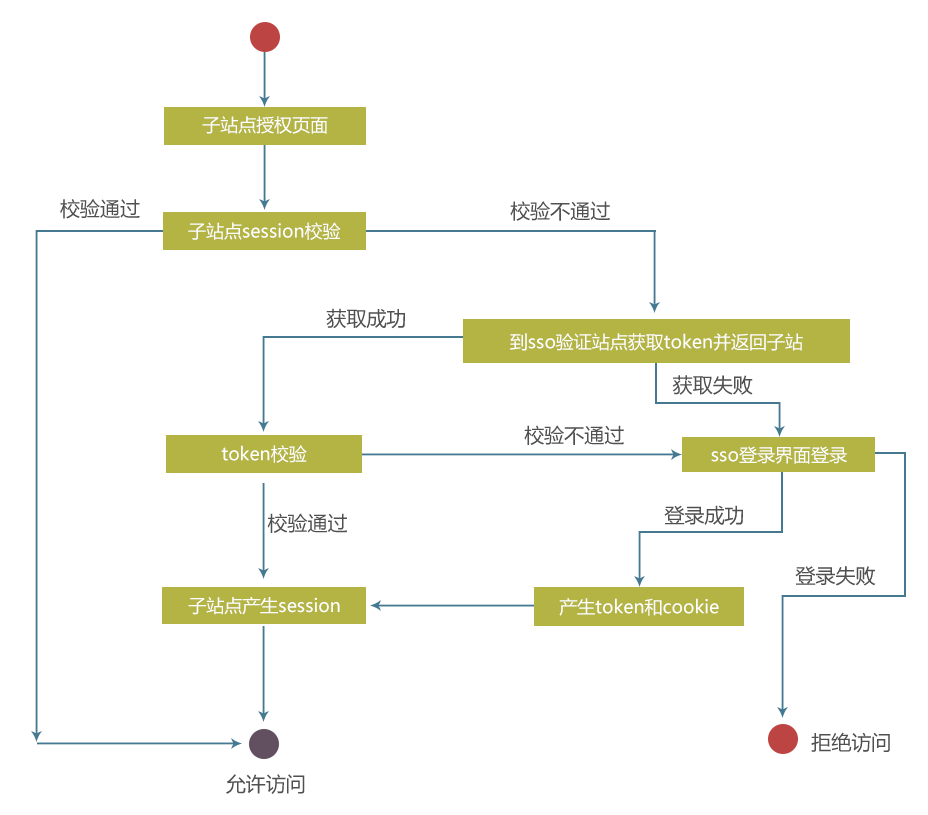 子站点授权页面
校验通过
校验不通过
子站点session校验
获取成功
到sso验证站点获取token并返回子站
获取失败
校验不通过
token校验
sso登录界面登录
校验通过
登录成功
登录失败
子站点产生session
产生token和cookie
拒绝访问
允许访问